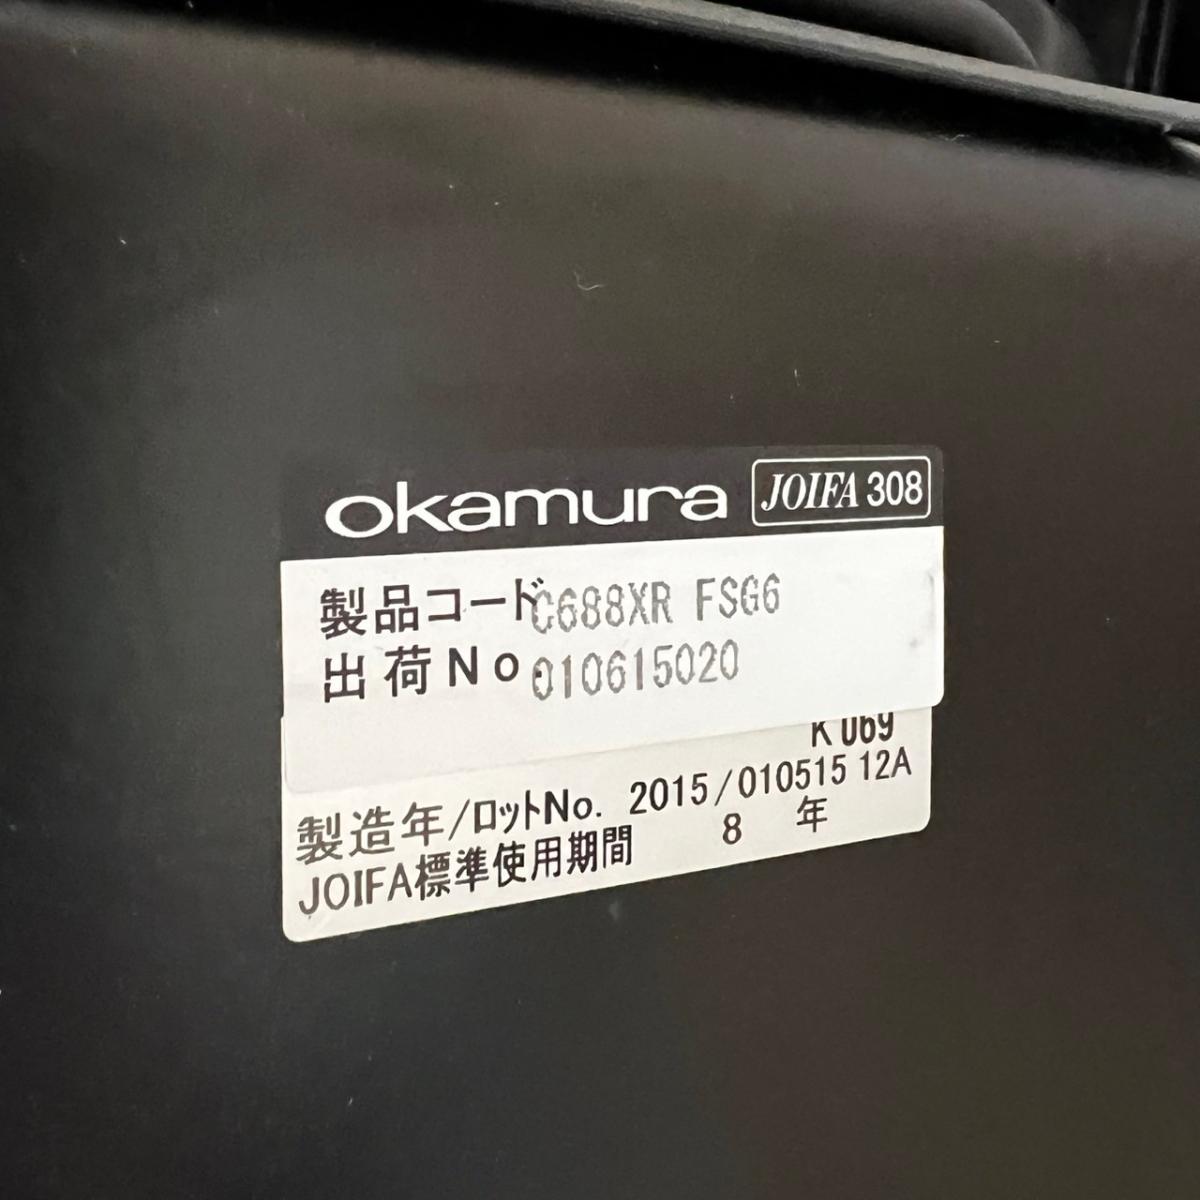 okamura JOIFA 308
製品コード C688XR FSG6
出荷No. 010615020
K 069
製造年/ロットNo. 2015/010515 12A
JOIFA標準使用期間 8 年